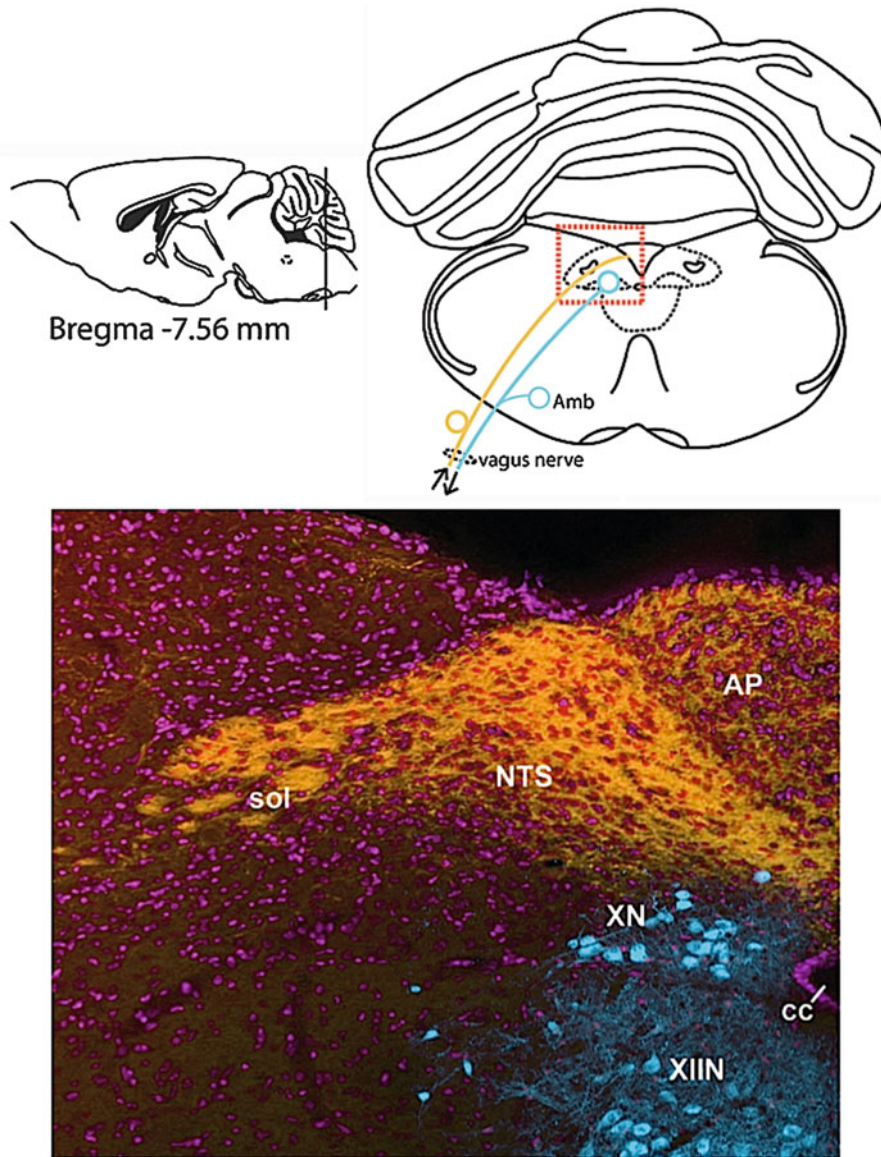 Bregma -7.56 mm
Amb
vagus nerve
AP
NTS
sol
XN
cc
XIIN